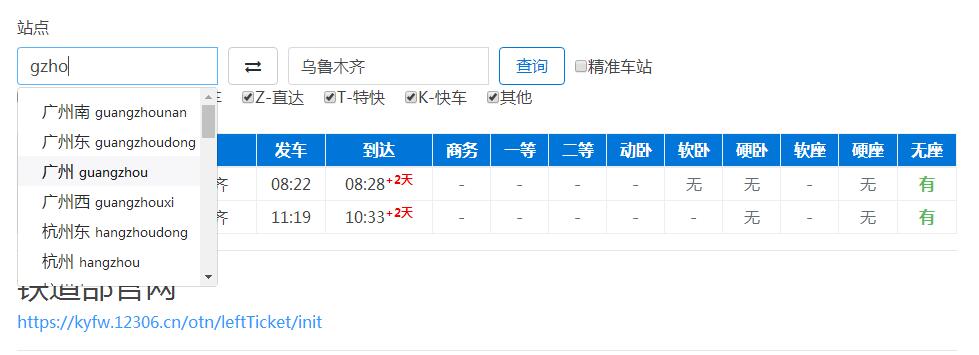 站点
gzho 乌鲁木齐 查询 精准车站
车 Z-直达 T-特快 K-快车 其他
广州南 guangzhounan
广州东 guangzhoudong
广州 guangzhou
广州西 guangzhouxi
杭州东 hangzhoudong
杭州 hangzhou
发车 到达 商务 一等 二等 动卧 软卧 硬卧 软座 硬座 无座
齐 08:22 08:28+2天 - - - - 无 无 - 无 有
齐 11:19 10:33+2天 - - - - - 无 - 无 有
铁道部官网
https://kyfw.12306.cn/otn/leftTicket/init